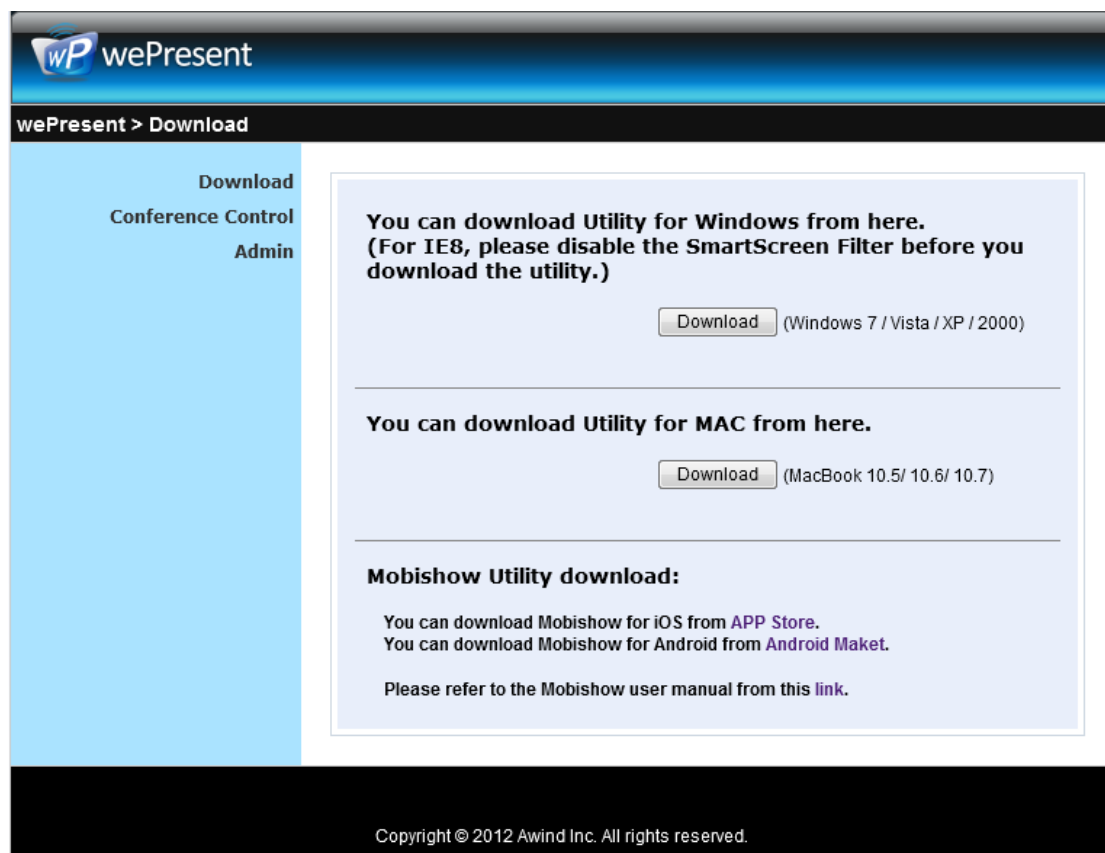 wP wePresent
wePresent > Download
Download
Conference Control
Admin
You can download Utility for Windows from here.
(For IE8, please disable the SmartScreen Filter before you
download the utility.)
Download (Windows 7 / Vista / XP / 2000)
You can download Utility for MAC from here.
Download (MacBook 10.5/ 10.6/ 10.7)
Mobishow Utility download:
You can download Mobishow for iOS from APP Store.
You can download Mobishow for Android from Android Maket.
Please refer to the Mobishow user manual from this link.
Copyright © 2012 Awind Inc. All rights reserved.